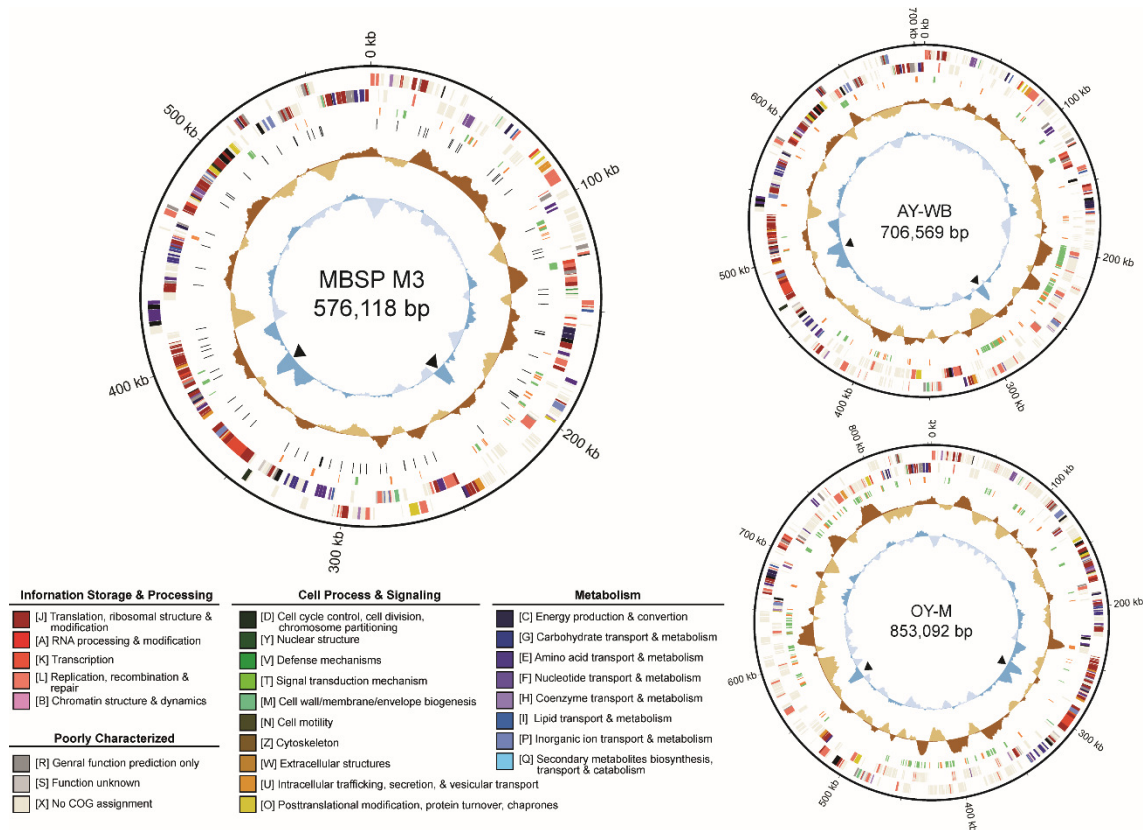 0 kb
100 kb
200 kb
300 kb
400 kb
500 kb
MBSP M3
576,118 bp
700 kb
0 kb
100 kb
200 kb
300 kb
400 kb
500 kb
600 kb
AY-WB
706,569 bp
0 kb
100 kb
200 kb
300 kb
400 kb
500 kb
600 kb
700 kb
800 kb
OY-M
853,092 bp
Infornation Storage & Processing
[J] Translation, ribosomal structure &
modification
[A] RNA processing & modification
[K] Transcription
[L] Replication, recombination &
repair
[B] Chromatin structure & dynamics
Poorly Characterized
[R] Genral function prediction only
[S] Function unknown
[X] No COG assignment
Cell Process & Signaling
[D] Cell cycle control, cell division,
chromosome partitioning
[Y] Nuclear structure
[V] Defense mechanisms
[T] Signal transduction mechanism
[M] Cell wall/membrane/envelope biogenesis
[N] Cell motility
[Z] Cytoskeleton
[W] Extracellular structures
[U] Intracellular trafficking, secretion, & vesicular transport
[O] Posttranslational modification, protein turnover, chaprones
Metabolism
[C] Energy production & convertion
[G] Carbohydrate transport & metabolism
[E] Amino acid transport & metabolism
[F] Nucleotide transport & metabolism
[H] Coenzyme transport & metabolism
[I] Lipid transport & metabolism
[P] Inorganic ion transport & metabolism
[Q] Secondary metabolites biosynthesis,
transport & catabolism